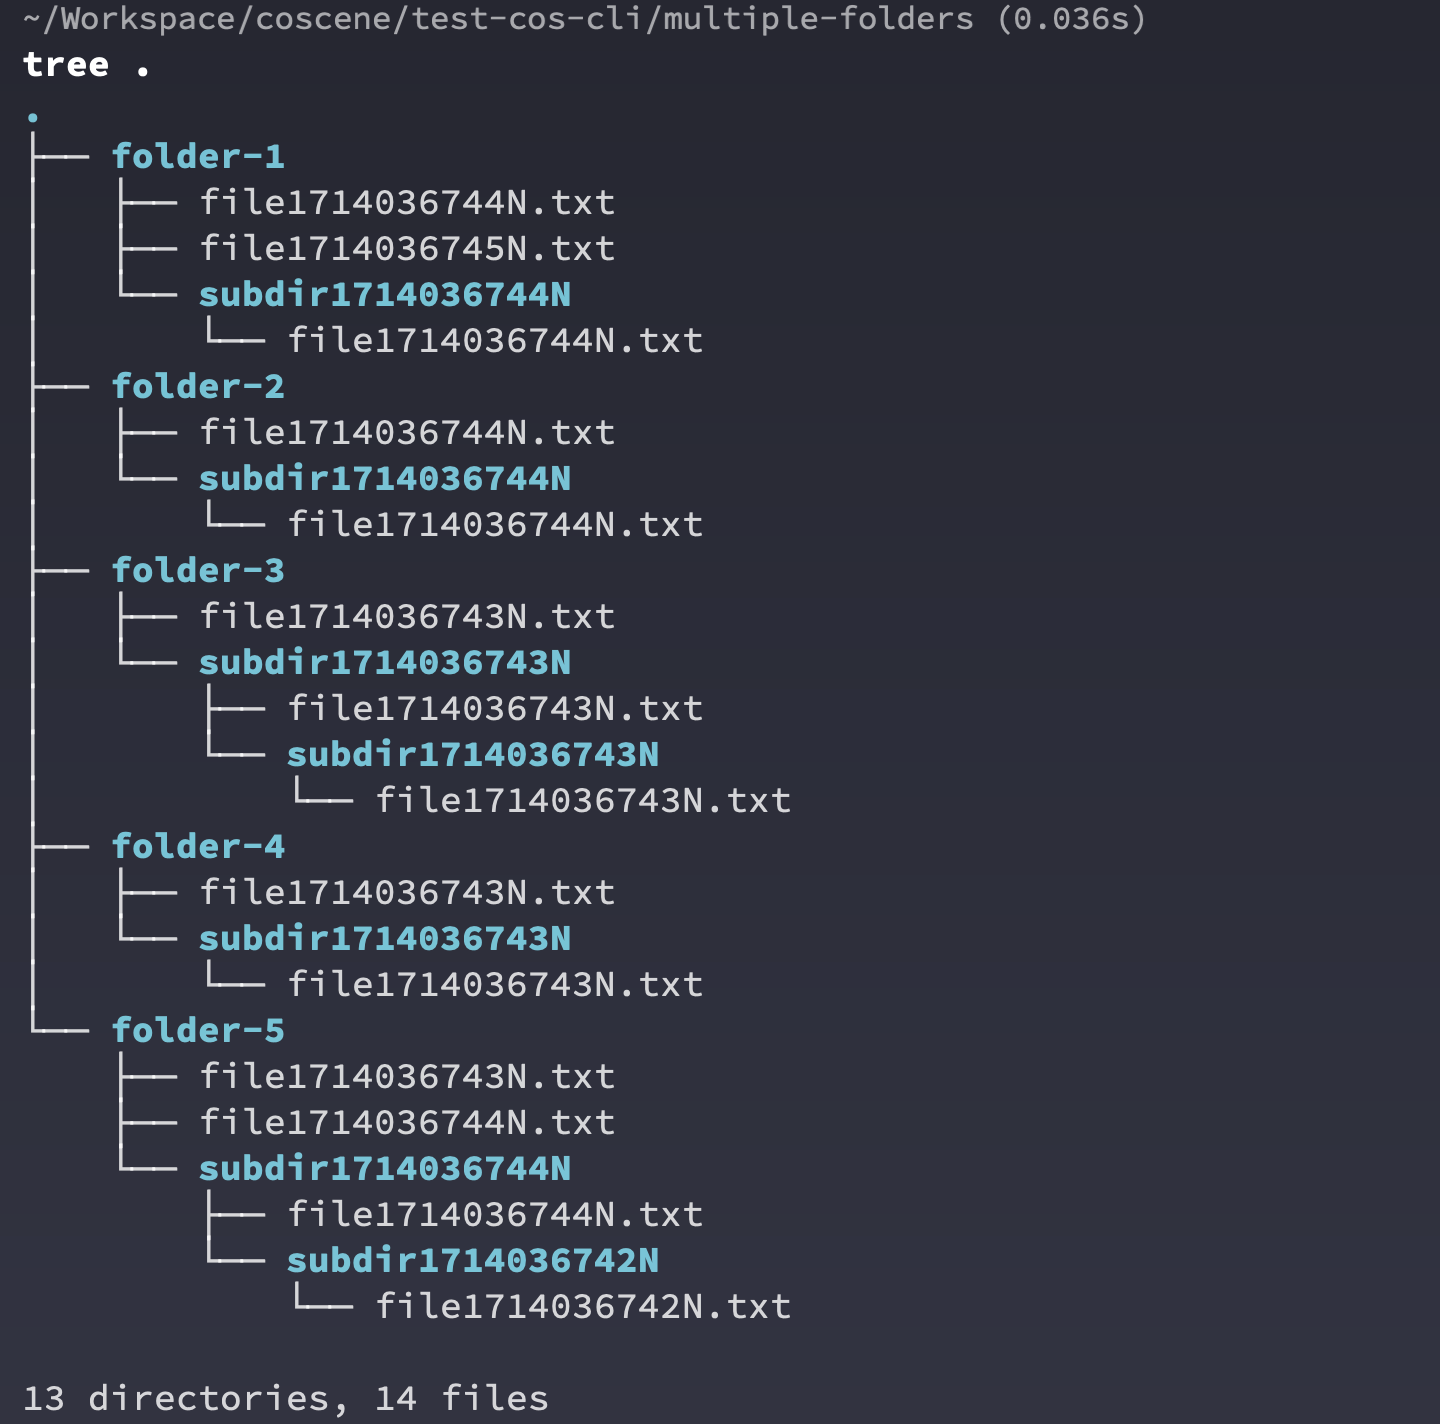 ~/Workspace/coscene/test-cos-cli/multiple-folders (0.036s)
tree .
.
├── folder-1
│   ├── file1714036744N.txt
│   ├── file1714036745N.txt
│   └── subdir1714036744N
│       └── file1714036744N.txt
├── folder-2
│   ├── file1714036744N.txt
│   └── subdir1714036744N
│       └── file1714036744N.txt
├── folder-3
│   ├── file1714036743N.txt
│   └── subdir1714036743N
│       ├── file1714036743N.txt
│       └── subdir1714036743N
│           └── file1714036743N.txt
├── folder-4
│   ├── file1714036743N.txt
│   └── subdir1714036743N
│       └── file1714036743N.txt
└── folder-5
    ├── file1714036743N.txt
    ├── file1714036744N.txt
    └── subdir1714036744N
        ├── file1714036744N.txt
        └── subdir1714036742N
            └── file1714036742N.txt
13 directories, 14 files